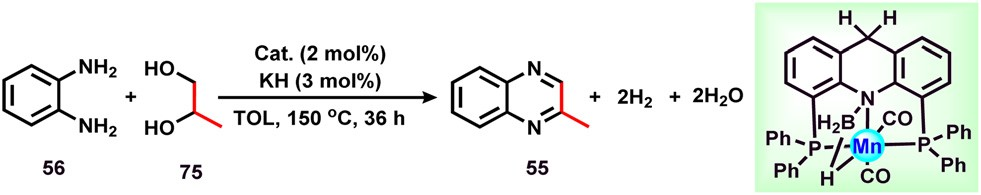 NH₂
NH₂
56
+
HO
HO
75
Cat. (2 mol%)
KH (3 mol%)
TOL, 150 °C, 36 h
N
N
55
+ 2H₂ + 2H₂O
H H
N
H₂B
CO
Ph
Ph
P
Mn
P
Ph
Ph
H
CO